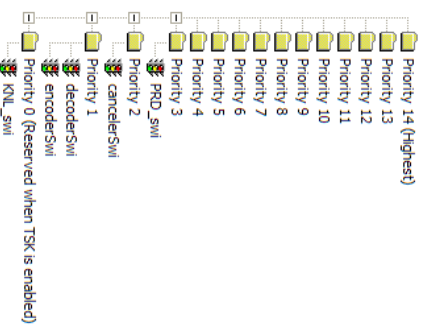 Priority 14 (Highest)
Priority 13
Priority 12
Priority 11
Priority 10
Priority 9
Priority 8
Priority 7
Priority 6
Priority 5
Priority 4
Priority 3
PRD_swi
Priority 2
cancelerSwi
Priority 1
decoderSwi
encoderSwi
Priority 0 (Reserved when TSK is enabled)
KNL_swi